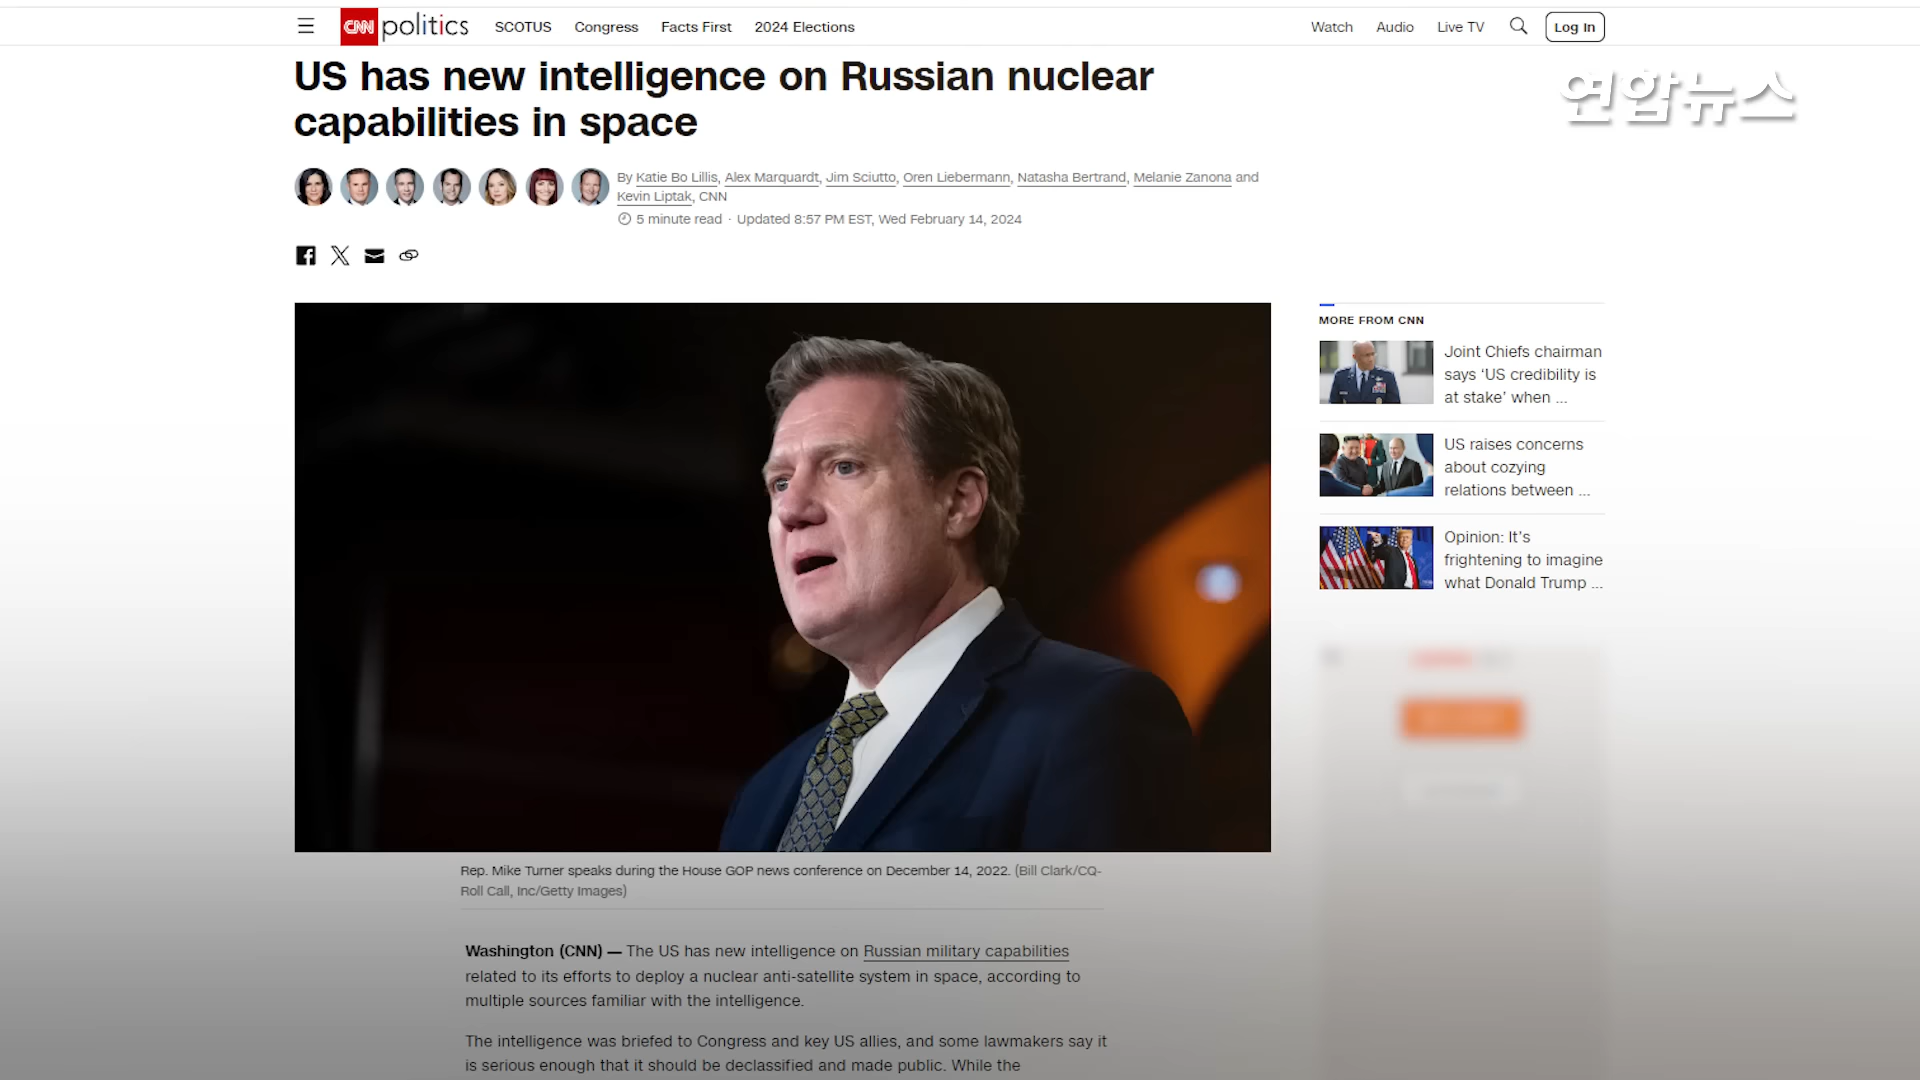 CNN politics SCOTUS Congress Facts First 2024 Elections Watch Audio Live TV Log In
연합뉴스
US has new intelligence on Russian nuclear
capabilities in space
By Katie Bo Lillis, Alex Marquardt, Jim Sciutto, Oren Liebermann, Natasha Bertrand, Melanie Zanona and
Kevin Liptak, CNN
5 minute read · Updated 8:57 PM EST, Wed February 14, 2024
MORE FROM CNN
Joint Chiefs chairman
says ‘US credibility is
at stake’ when ...
US raises concerns
about cozying
relations between ...
Opinion: It’s
frightening to imagine
what Donald Trump ...
Rep. Mike Turner speaks during the House GOP news conference on December 14, 2022. (Bill Clark/CQ-
Roll Call, Inc/Getty Images)
Washington (CNN) — The US has new intelligence on Russian military capabilities
related to its efforts to deploy a nuclear anti-satellite system in space, according to
multiple sources familiar with the intelligence.
The intelligence was briefed to Congress and key US allies, and some lawmakers say it
is serious enough that it should be declassified and made public. While the